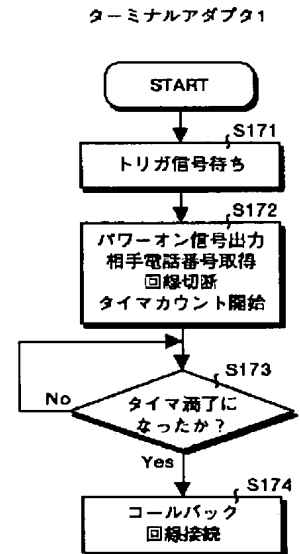 ターミナルアダプタ1
START
S171
トリガ信号待ち
S172
パワーオン信号出力
相手電話番号取得
回線切断
タイマカウント開始
S173
No
タイマ満了に
なったか?
Yes
S174
コールバック
回線接続